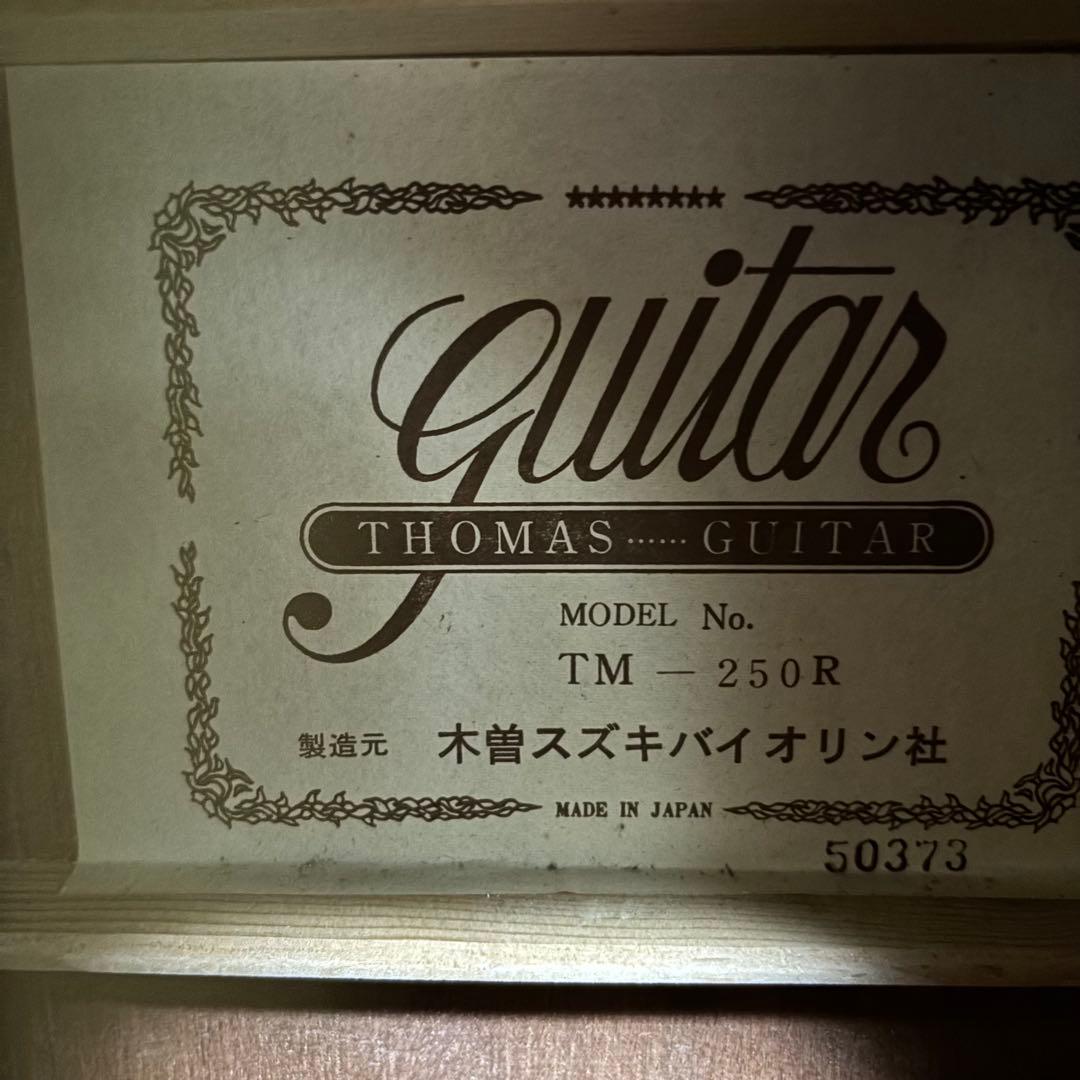 guitar
THOMAS ...... GUITAR
MODEL No.
TM — 250R
製造元 木曽スズキバイオリン社
MADE IN JAPAN
50373